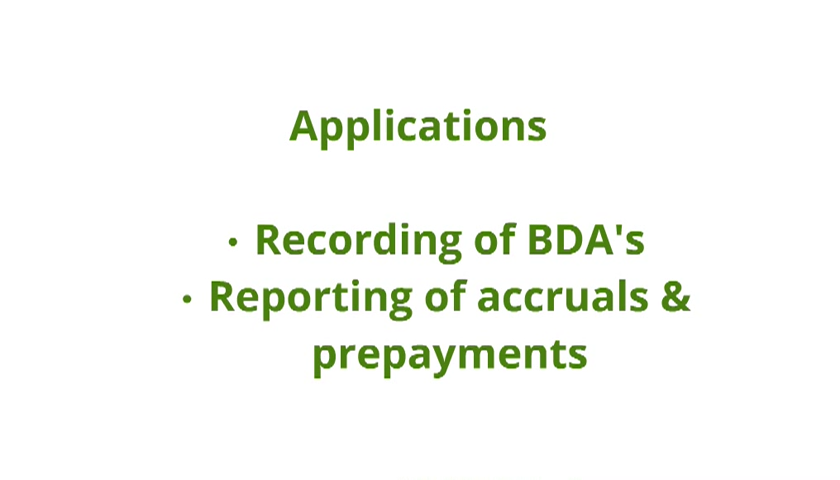 Applications
• Recording of BDA's
• Reporting of accruals &
prepayments